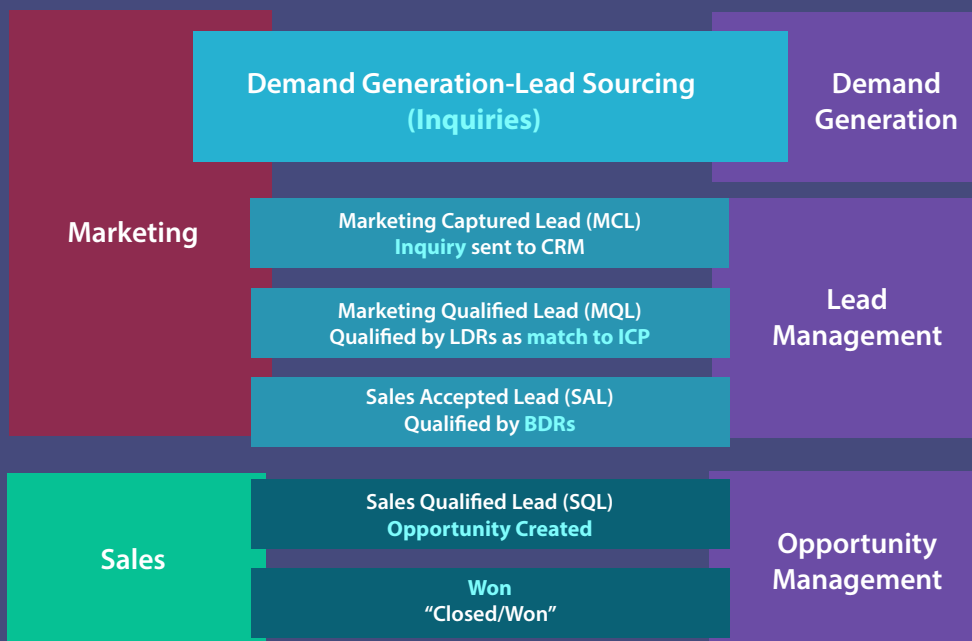 Demand Generation-Lead Sourcing
(Inquiries)
Demand
Generation
Marketing
Marketing Captured Lead (MCL)
Inquiry sent to CRM
Marketing Qualified Lead (MQL)
Qualified by LDRs as match to ICP
Lead
Management
Sales Accepted Lead (SAL)
Qualified by BDRs
Sales
Sales Qualified Lead (SQL)
Opportunity Created
Opportunity
Management
Won
“Closed/Won”